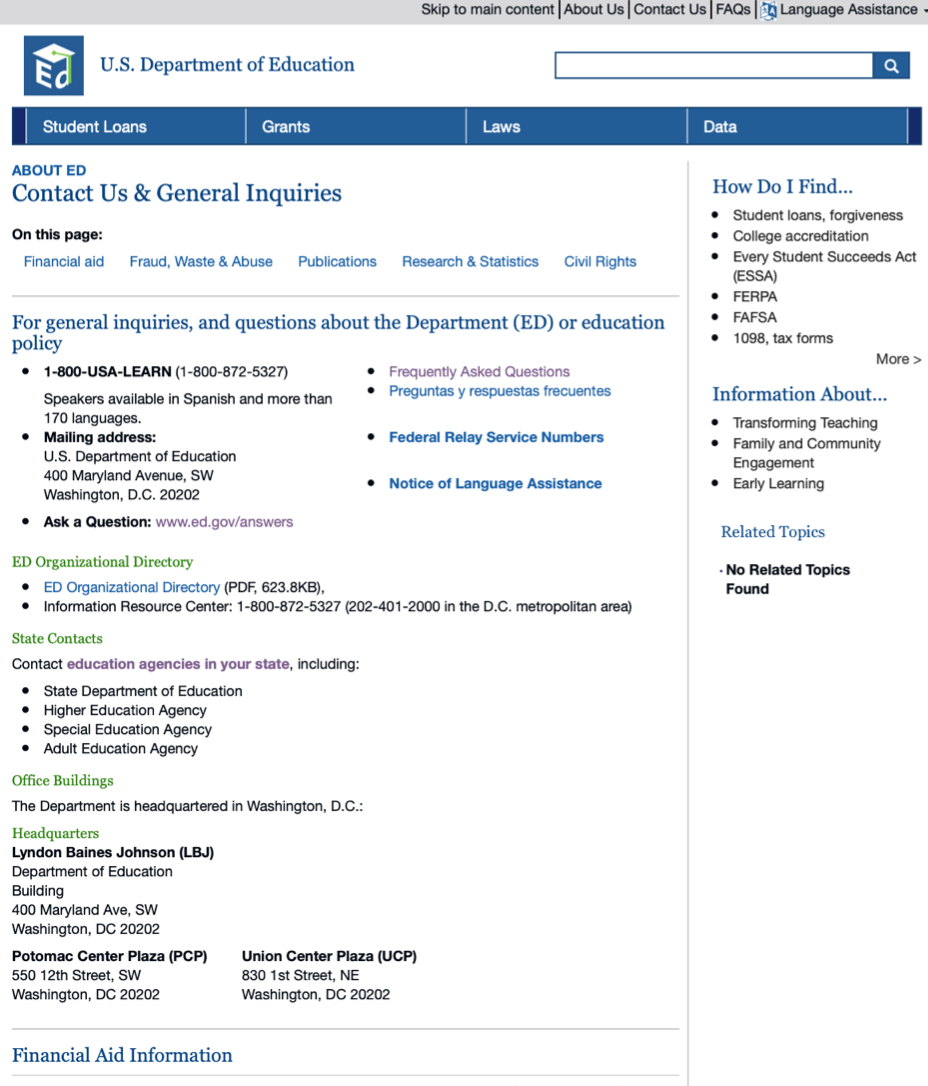 Skip to main content | About Us | Contact Us | FAQs | Language Assistance
Ed
U.S. Department of Education
Student Loans
Grants
Laws
Data
ABOUT ED
Contact Us & General Inquiries
On this page:
Financial aid
Fraud, Waste & Abuse
Publications
Research & Statistics
Civil Rights
For general inquiries, and questions about the Department (ED) or education
policy
• 1-800-USA-LEARN (1-800-872-5327)
Speakers available in Spanish and more than
170 languages.
• Mailing address:
U.S. Department of Education
400 Maryland Avenue, SW
Washington, D.C. 20202
• Ask a Question: www.ed.gov/answers
• Frequently Asked Questions
• Preguntas y respuestas frecuentes
• Federal Relay Service Numbers
• Notice of Language Assistance
ED Organizational Directory
• ED Organizational Directory (PDF, 623.8KB),
• Information Resource Center: 1-800-872-5327 (202-401-2000 in the D.C. metropolitan area)
State Contacts
Contact education agencies in your state, including:
• State Department of Education
• Higher Education Agency
• Special Education Agency
• Adult Education Agency
Office Buildings
The Department is headquartered in Washington, D.C.:
Headquarters
Lyndon Baines Johnson (LBJ)
Department of Education
Building
400 Maryland Ave, SW
Washington, DC 20202
Potomac Center Plaza (PCP)
550 12th Street, SW
Washington, DC 20202
Union Center Plaza (UCP)
830 1st Street, NE
Washington, DC 20202
Financial Aid Information
How Do I Find...
• Student loans, forgiveness
• College accreditation
• Every Student Succeeds Act
(ESSA)
• FERPA
• FAFSA
• 1098, tax forms
More >
Information About...
• Transforming Teaching
• Family and Community
Engagement
• Early Learning
Related Topics
· No Related Topics
Found